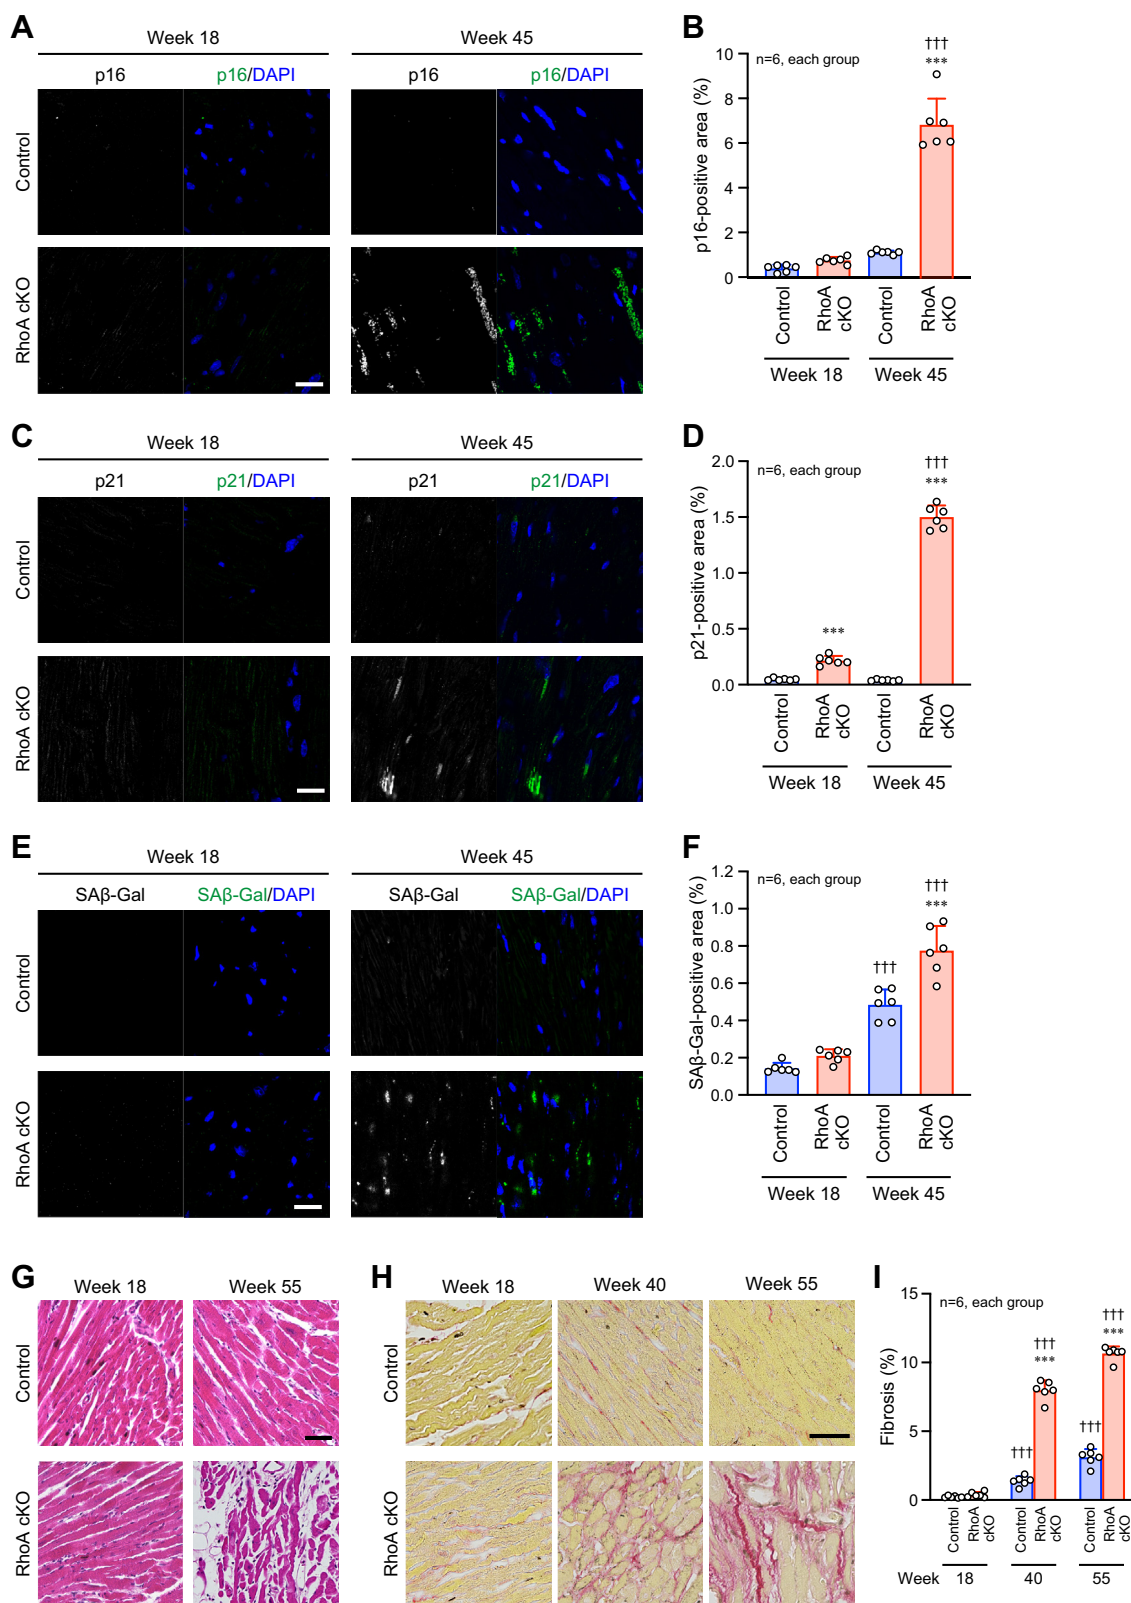 A
Week 18
Week 45
p16
p16/DAPI
p16
p16/DAPI
Control
RhoA cKO
B
n=6, each group
p16-positive area (%)
10
8
6
4
2
0
†††
***
Control
RhoA cKO
Control
RhoA cKO
Week 18
Week 45
C
Week 18
Week 45
p21
p21/DAPI
p21
p21/DAPI
Control
RhoA cKO
D
n=6, each group
p21-positive area (%)
2.0
1.5
1.0
0.5
0.0
***
†††
***
Control
RhoA cKO
Control
RhoA cKO
Week 18
Week 45
E
Week 18
Week 45
SAβ-Gal
SAβ-Gal/DAPI
SAβ-Gal
SAβ-Gal/DAPI
Control
RhoA cKO
F
n=6, each group
SAβ-Gal-positive area (%)
1.2
1.0
0.8
0.6
0.4
0.2
0.0
†††
†††
***
Control
RhoA cKO
Control
RhoA cKO
Week 18
Week 45
G
Week 18
Week 55
Control
RhoA cKO
H
Week 18
Week 40
Week 55
Control
RhoA cKO
I
n=6, each group
Fibrosis (%)
15
10
5
0
†††
†††
***
†††
†††
***
Control
RhoA cKO
Control
RhoA cKO
Control
RhoA cKO
Week 18 40 55